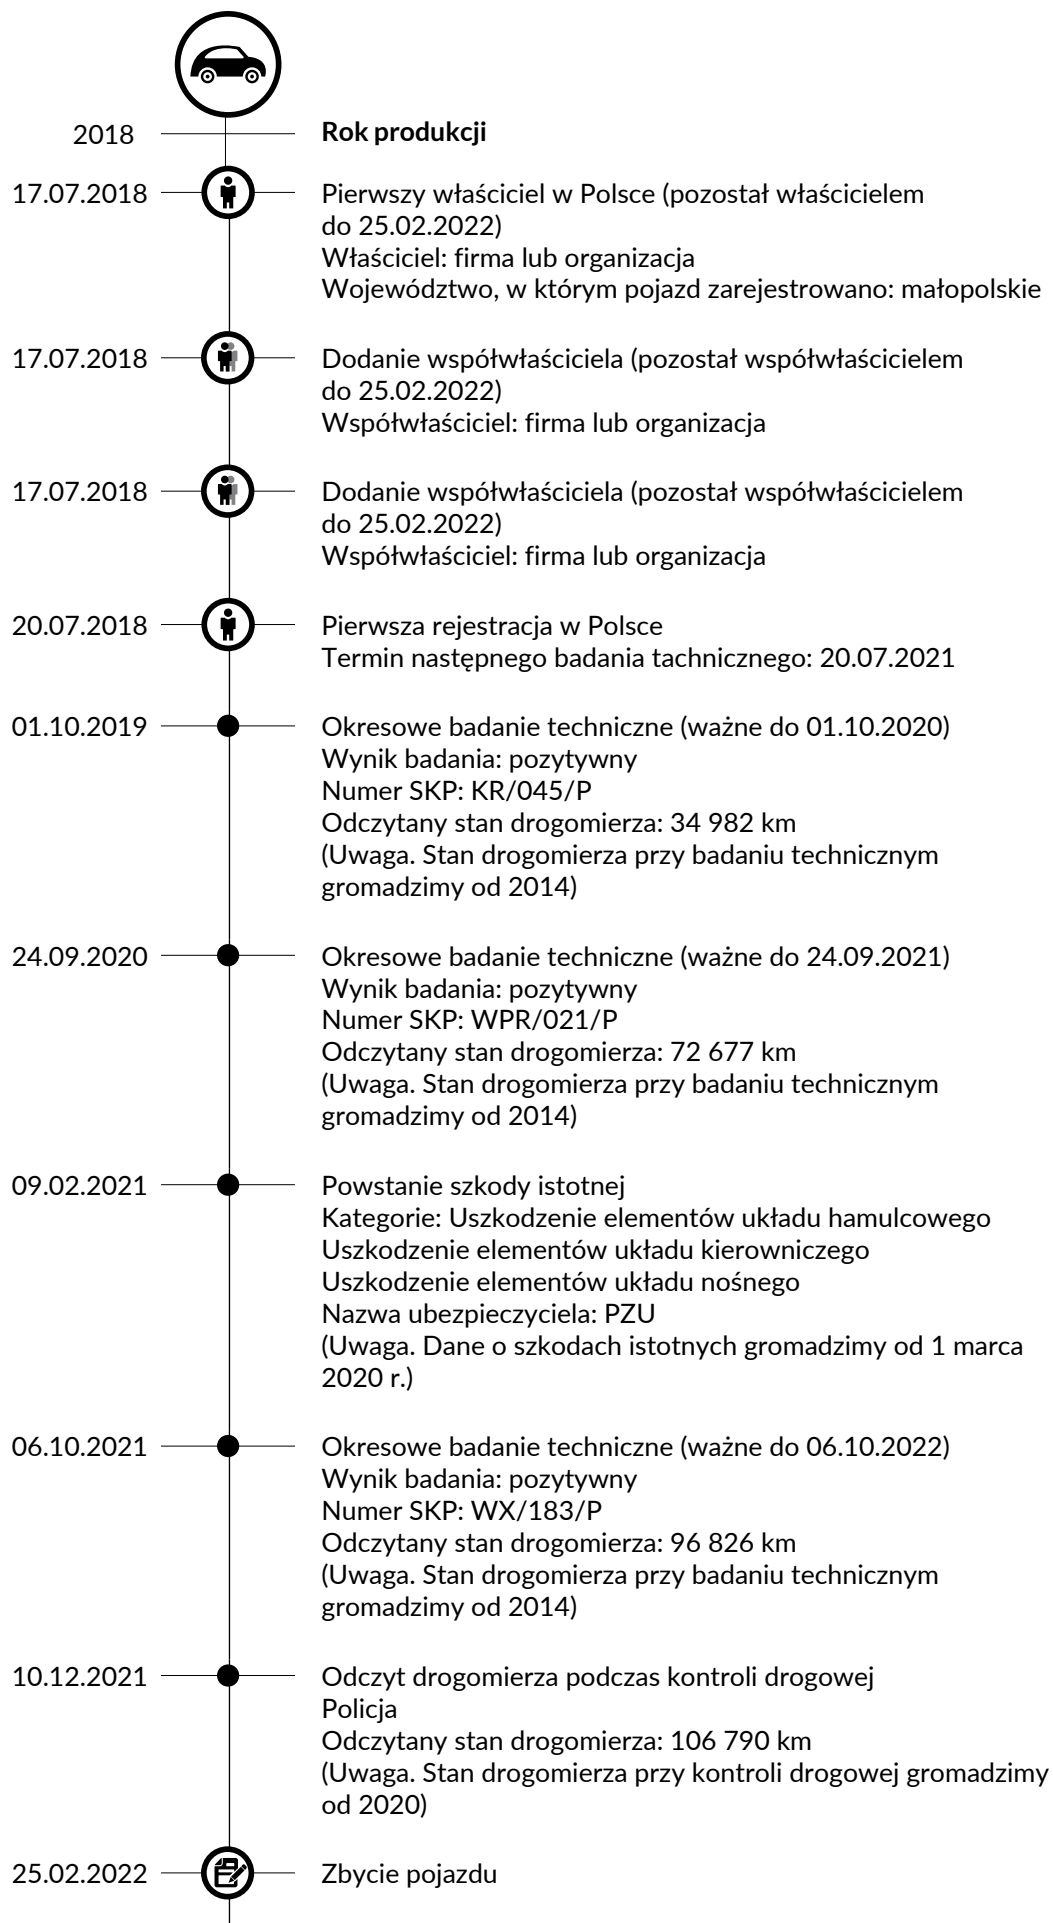 2018 Rok produkcji
17.07.2018 Pierwszy właściciel w Polsce (pozostał właścicielem
do 25.02.2022)
Właściciel: firma lub organizacja
Województwo, w którym pojazd zarejestrowano: małopolskie
17.07.2018 Dodanie współwłaściciela (pozostał współwłaścicielem
do 25.02.2022)
Współwłaściciel: firma lub organizacja
17.07.2018 Dodanie współwłaściciela (pozostał współwłaścicielem
do 25.02.2022)
Współwłaściciel: firma lub organizacja
20.07.2018 Pierwsza rejestracja w Polsce
Termin następnego badania tachnicznego: 20.07.2021
01.10.2019 Okresowe badanie techniczne (ważne do 01.10.2020)
Wynik badania: pozytywny
Numer SKP: KR/045/P
Odczytany stan drogomierza: 34 982 km
(Uwaga. Stan drogomierza przy badaniu technicznym
gromadzimy od 2014)
24.09.2020 Okresowe badanie techniczne (ważne do 24.09.2021)
Wynik badania: pozytywny
Numer SKP: WPR/021/P
Odczytany stan drogomierza: 72 677 km
(Uwaga. Stan drogomierza przy badaniu technicznym
gromadzimy od 2014)
09.02.2021 Powstanie szkody istotnej
Kategorie: Uszkodzenie elementów układu hamulcowego
Uszkodzenie elementów układu kierowniczego
Uszkodzenie elementów układu nośnego
Nazwa ubezpieczyciela: PZU
(Uwaga. Dane o szkodach istotnych gromadzimy od 1 marca
2020 r.)
06.10.2021 Okresowe badanie techniczne (ważne do 06.10.2022)
Wynik badania: pozytywny
Numer SKP: WX/183/P
Odczytany stan drogomierza: 96 826 km
(Uwaga. Stan drogomierza przy badaniu technicznym
gromadzimy od 2014)
10.12.2021 Odczyt drogomierza podczas kontroli drogowej
Policja
Odczytany stan drogomierza: 106 790 km
(Uwaga. Stan drogomierza przy kontroli drogowej gromadzimy
od 2020)
25.02.2022 Zbycie pojazdu